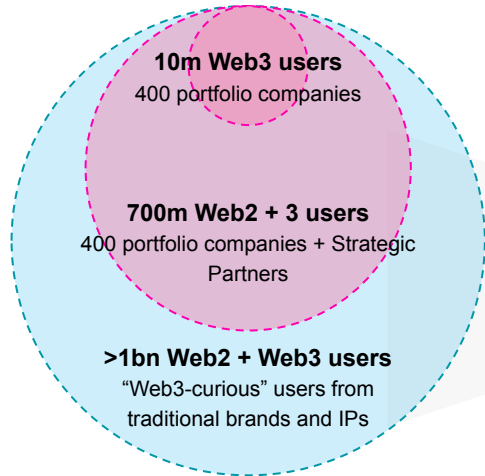 10m Web3 users
400 portfolio companies
700m Web2 + 3 users
400 portfolio companies + Strategic
Partners
>1bn Web2 + Web3 users
“Web3-curious” users from
traditional brands and IPs